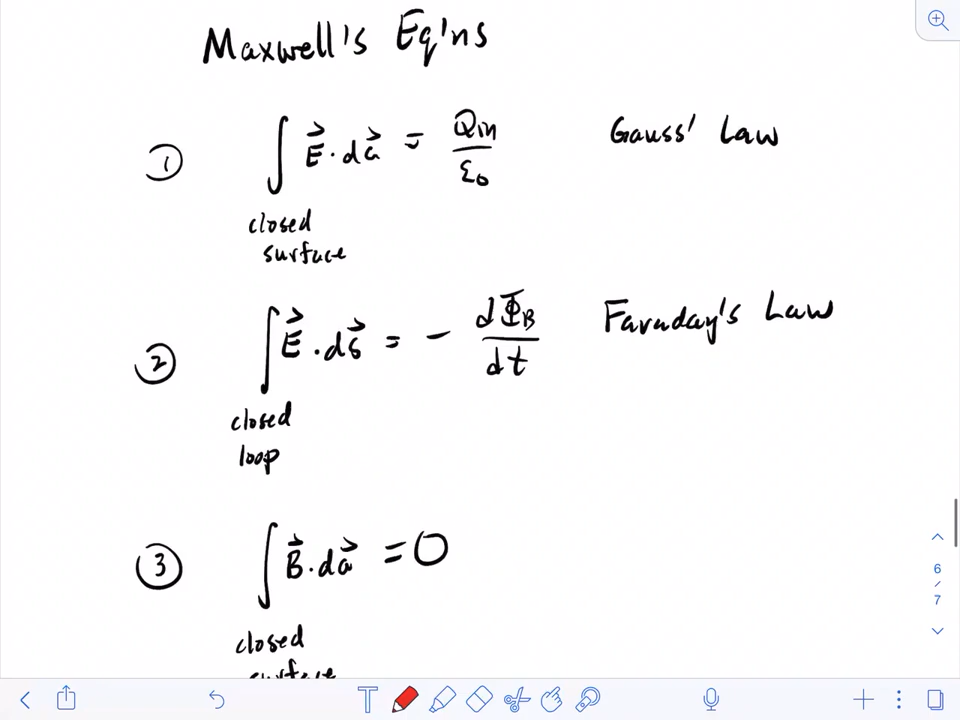 Maxwell's Eq'ns
① ∫ E⃗ · da⃗ = Qin / ε₀ Gauss' Law
closed
surface
② ∫ E⃗ · ds⃗ = − dΦB / dt Faraday's Law
closed
loop
③ ∫ B⃗ · da⃗ = 0
closed
surface
6
/
7
T